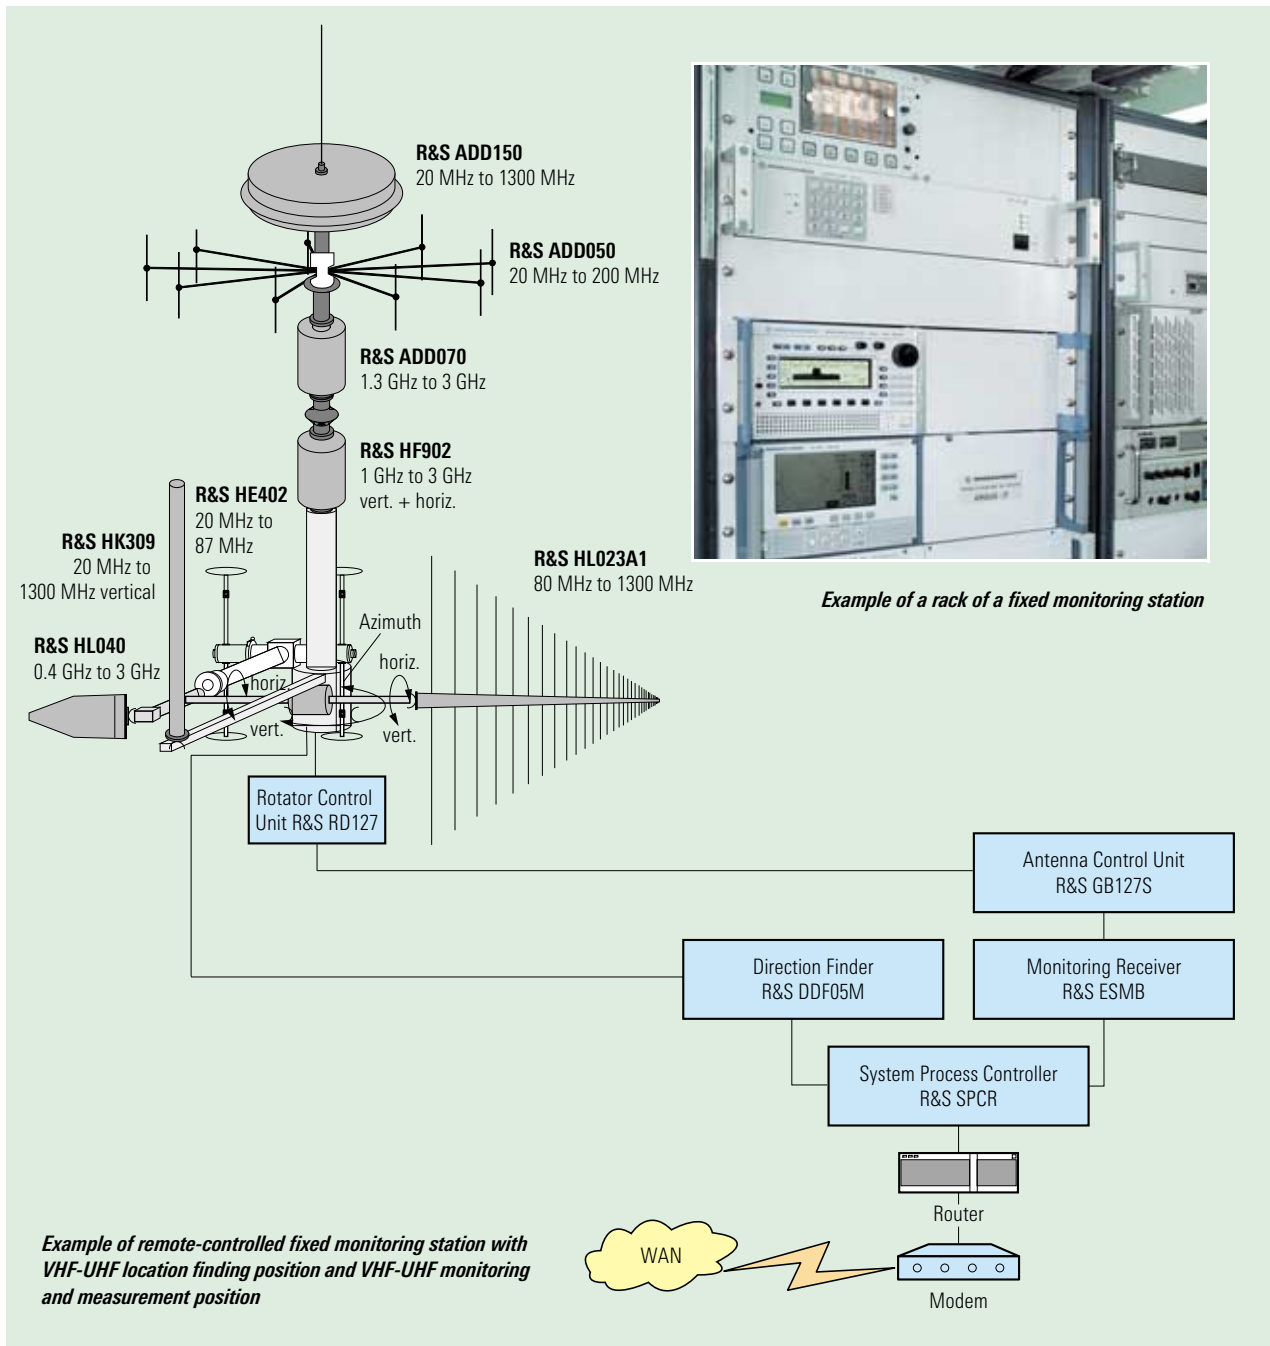 R&S ADD150
20 MHz to 1300 MHz
R&S ADD050
20 MHz to 200 MHz
R&S ADD070
1.3 GHz to 3 GHz
R&S HF902
1 GHz to 3 GHz
vert. + horiz.
R&S HE402
20 MHz to
87 MHz
R&S HK309
20 MHz to
1300 MHz vertical
R&S HL040
0.4 GHz to 3 GHz
R&S HL023A1
80 MHz to 1300 MHz
Example of a rack of a fixed monitoring station
Azimuth
horiz.
horiz.
vert.
vert.
Rotator Control
Unit R&S RD127
Antenna Control Unit
R&S GB127S
Direction Finder
R&S DDF05M
Monitoring Receiver
R&S ESMB
System Process Controller
R&S SPCR
Router
WAN
Modem
Example of remote-controlled fixed monitoring station with
VHF-UHF location finding position and VHF-UHF monitoring
and measurement position